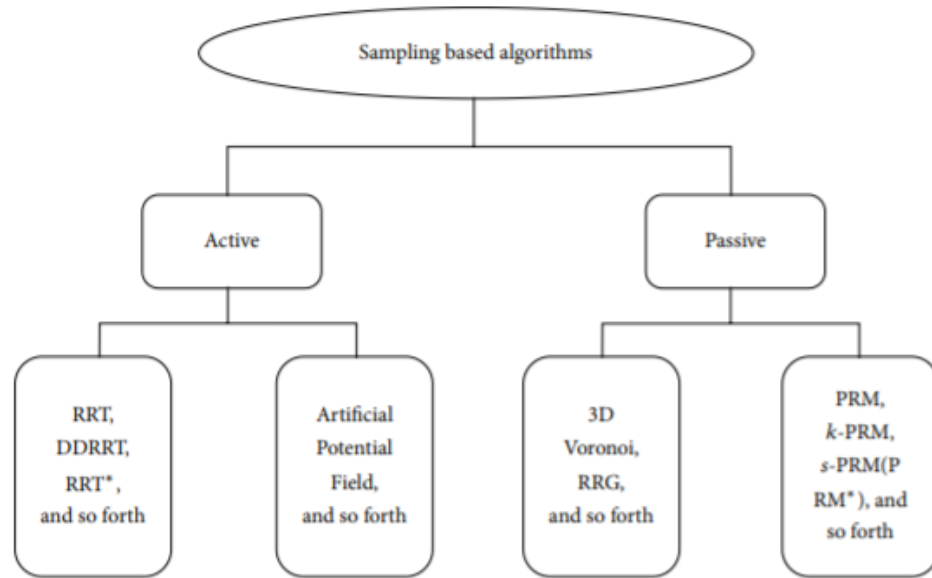 Sampling based algorithms
Active
Passive
RRT,
DDRRT,
RRT*,
and so forth
Artificial
Potential
Field,
and so forth
3D
Voronoi,
RRG,
and so forth
PRM,
k-PRM,
s-PRM(P
RM*), and
so forth